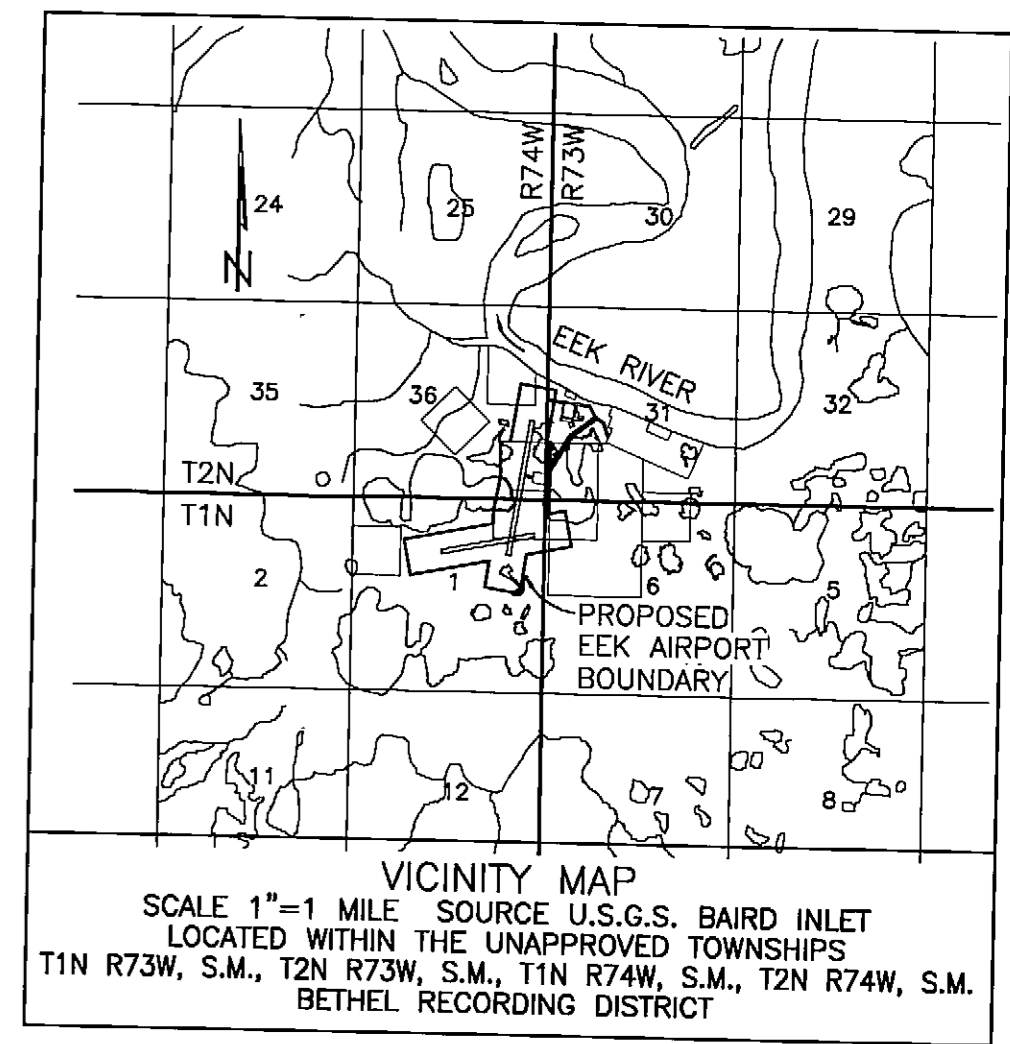 R74W
R73W
24
25
30
29
N
EEK RIVER
35
36
31
32
T2N
T1N
2
1
6
5
PROPOSED
EEK AIRPORT
BOUNDARY
11
12
7
8
VICINITY MAP
SCALE 1"=1 MILE SOURCE U.S.G.S. BAIRD INLET
LOCATED WITHIN THE UNAPPROVED TOWNSHIPS
T1N R73W, S.M., T2N R73W, S.M., T1N R74W, S.M., T2N R74W, S.M.
BETHEL RECORDING DISTRICT